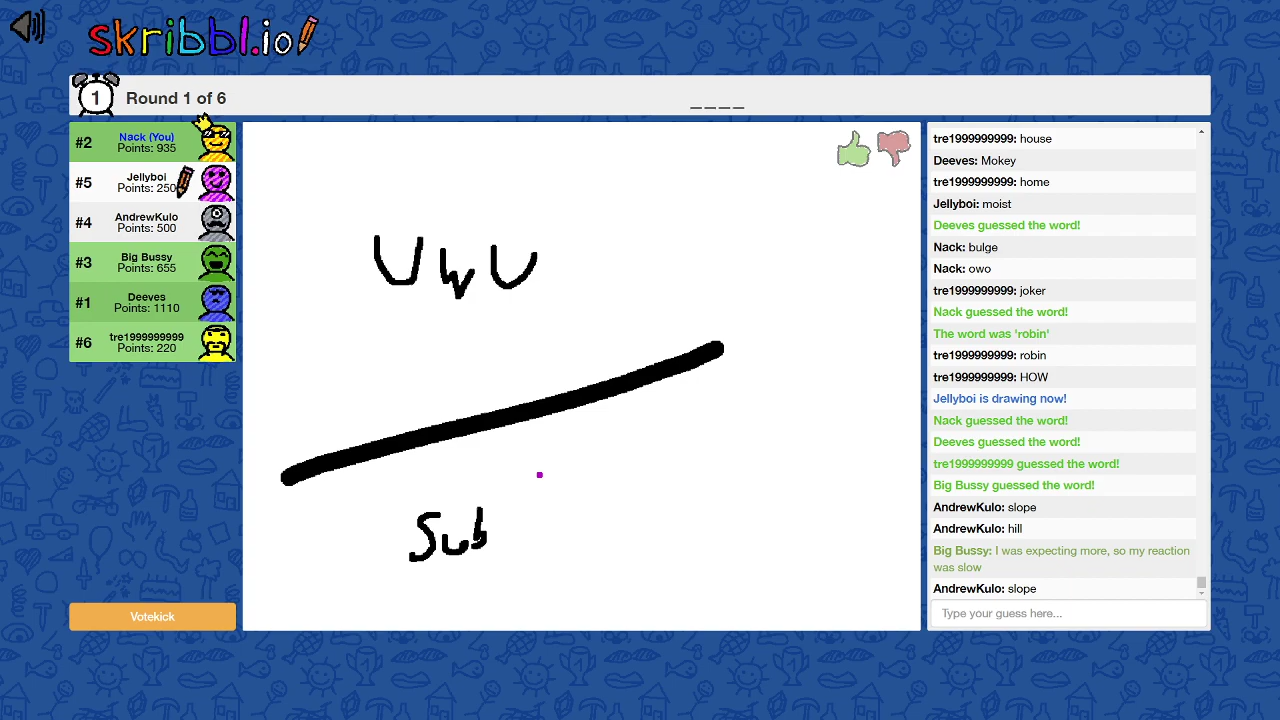 skribbl.io
1 Round 1 of 6 _ _ _ _
#2 Nack (You)
Points: 935
#5 Jellyboi
Points: 250
#4 AndrewKulo
Points: 500
#3 Big Bussy
Points: 655
#1 Deeves
Points: 1110
#6 tre1999999999
Points: 220
Votekick
UwU
Sub
tre1999999999: house
Deeves: Mokey
tre1999999999: home
Jellyboi: moist
Deeves guessed the word!
Nack: bulge
Nack: owo
tre1999999999: joker
Nack guessed the word!
The word was 'robin'
tre1999999999: robin
tre1999999999: HOW
Jellyboi is drawing now!
Nack guessed the word!
Deeves guessed the word!
tre1999999999 guessed the word!
Big Bussy guessed the word!
AndrewKulo: slope
AndrewKulo: hill
Big Bussy: I was expecting more, so my reaction
was slow
AndrewKulo: slope
Type your guess here...